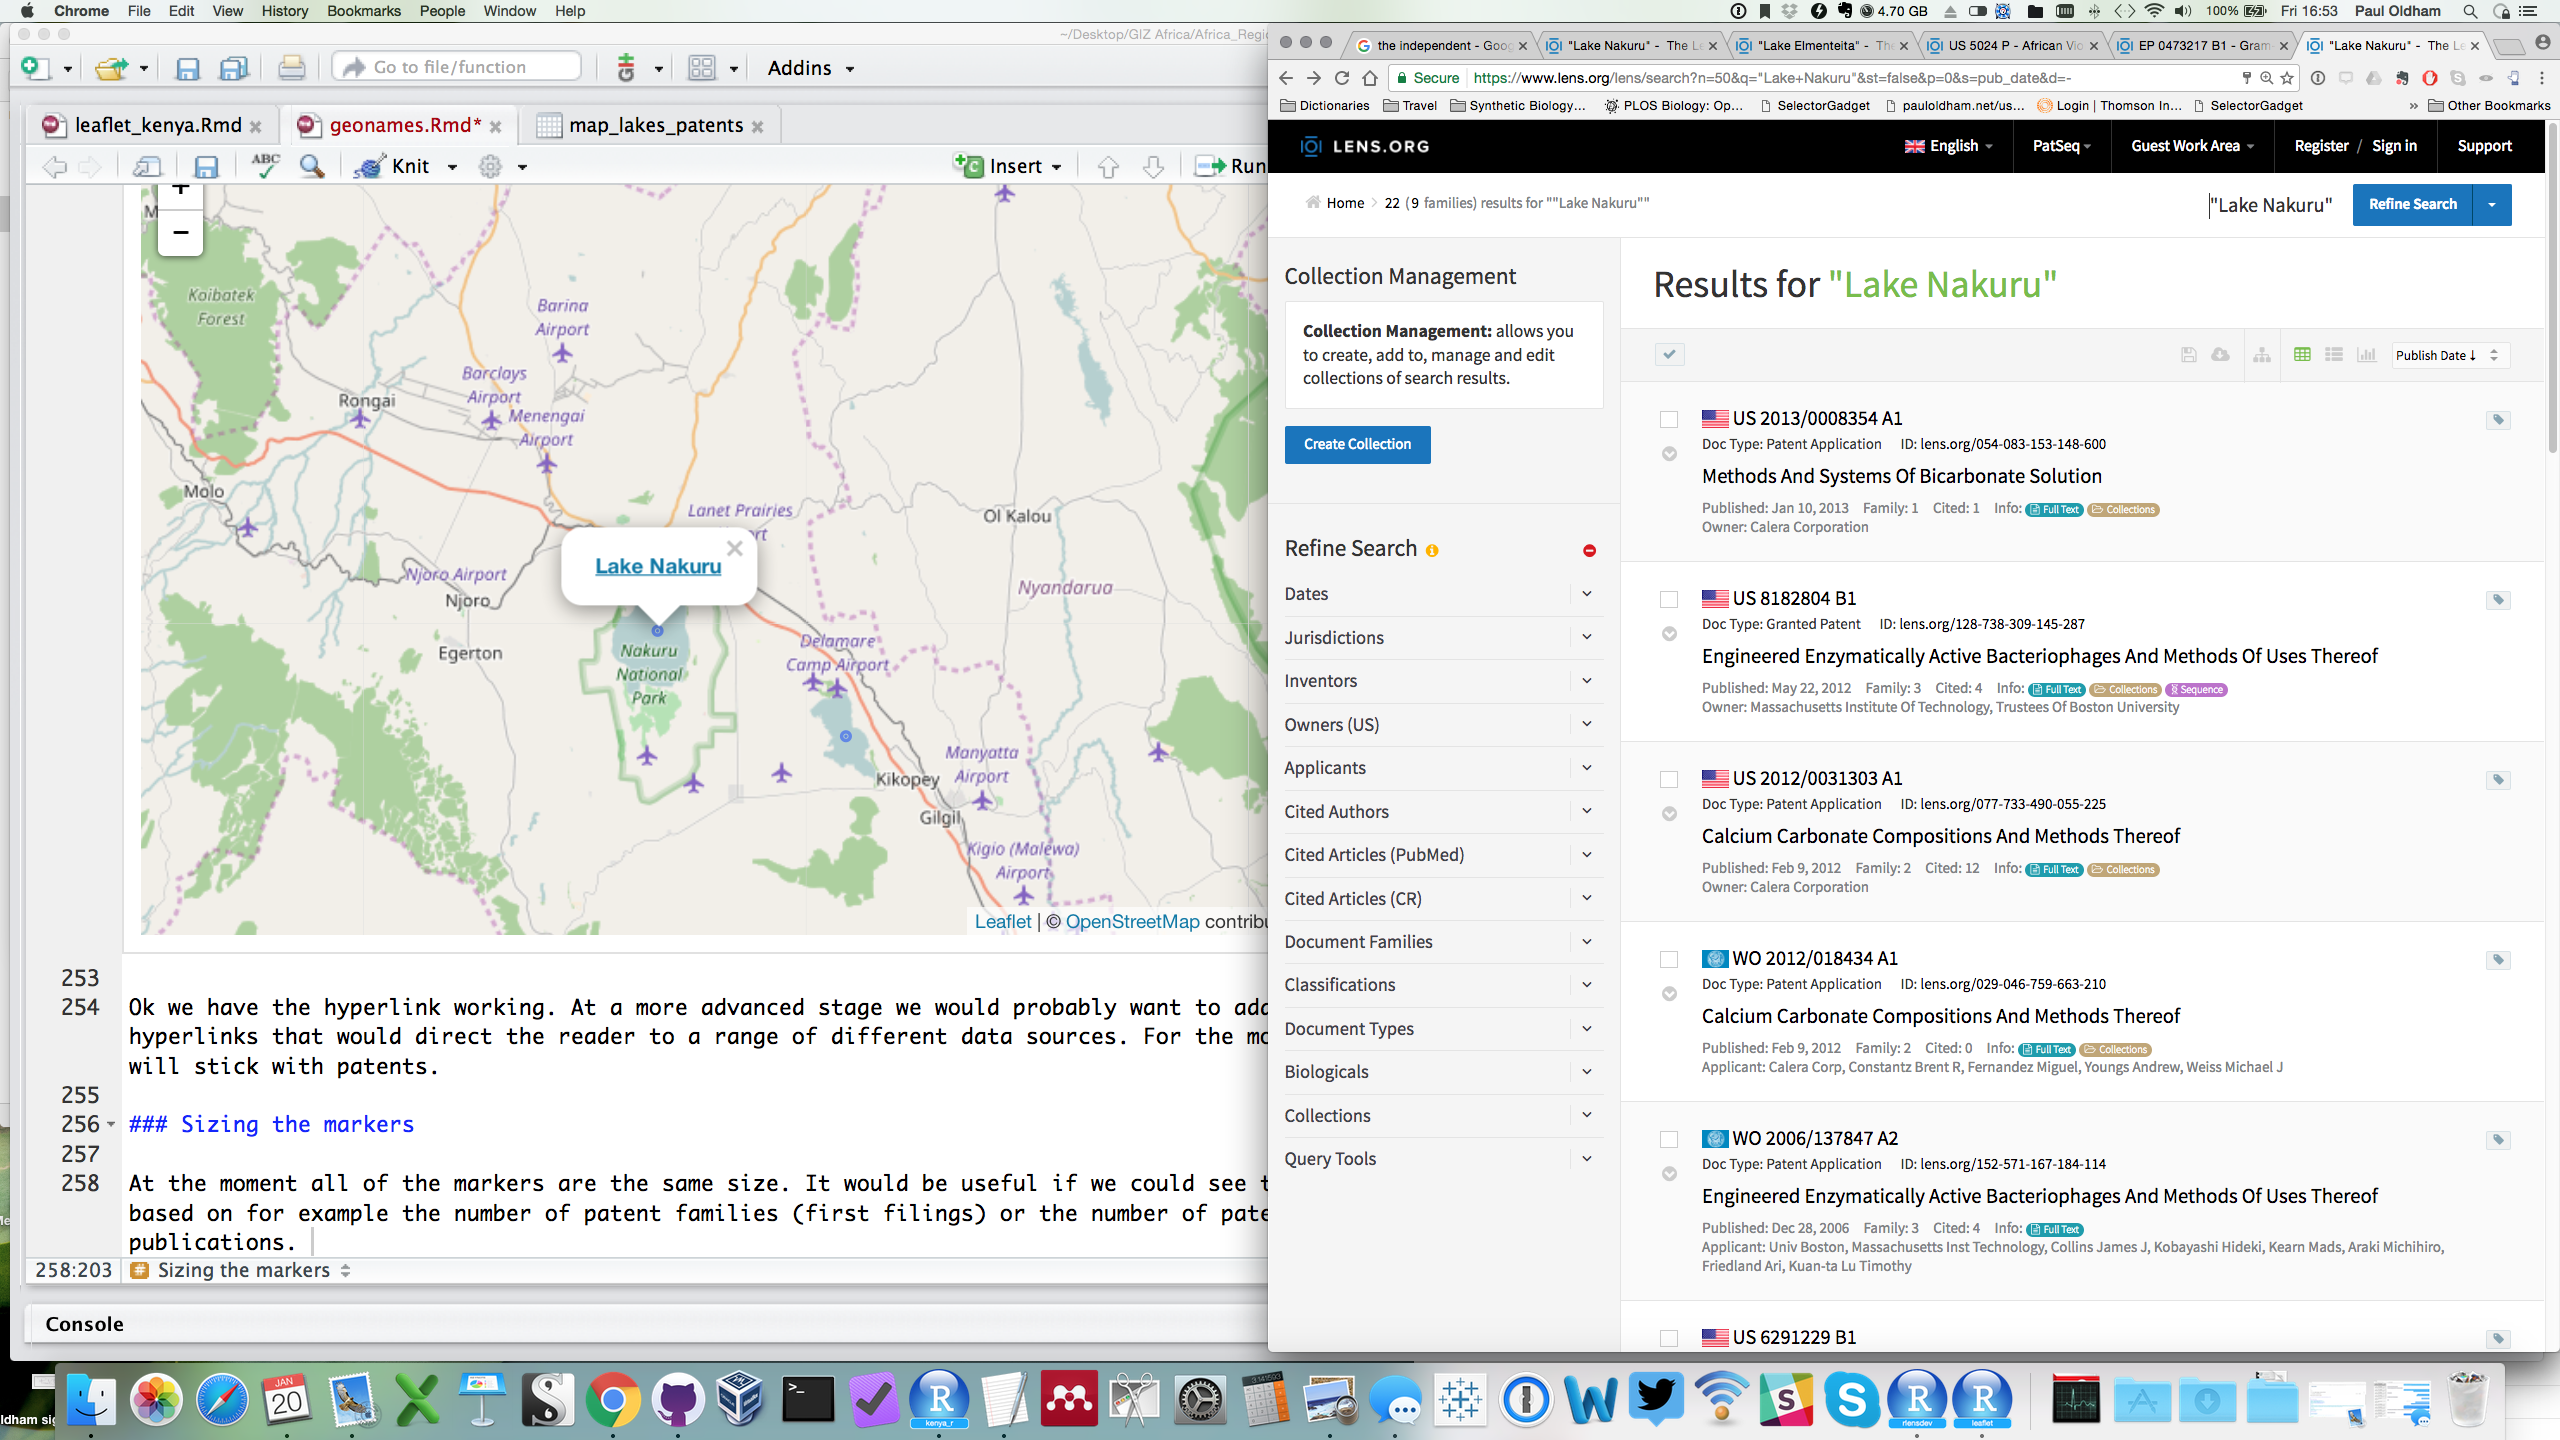 Chrome File Edit View History Bookmarks People Window Help 4.70 GB 100% Fri 16:53 Paul Oldham
~/Desktop/GIZ Africa/Africa_Regi
Go to file/function Addins
leaflet_kenya.Rmd geonames.Rmd* map_lakes_patents
ABC Knit Insert Run
+
−
Koibatek
Forest
Barina
Airport
Barclays
Airport
Rongai
Menengai
Airport
Molo
Lanet Prairies
Ol Kalou
Lake Nakuru
Njoro Airport
Njoro
Nyandarua
Egerton
Nakuru
National
Park
Delamare
Camp Airport
Manyatta
Airport
Kikopey
Gilgil
Kigio (Malewa)
Airport
Leaflet | © OpenStreetMap contribu
253
254 Ok we have the hyperlink working. At a more advanced stage we would probably want to add
hyperlinks that would direct the reader to a range of different data sources. For the mo
will stick with patents.
255
256 ### Sizing the markers
257
258 At the moment all of the markers are the same size. It would be useful if we could see t
based on for example the number of patent families (first filings) or the number of pate
publications.
258:203 # Sizing the markers
Console
the independent - Goog "Lake Nakuru" - The Le "Lake Elmenteita" - The US 5024 P - African Vio EP 0473217 B1 - Gram- "Lake Nakuru" - The Le
Secure https://www.lens.org/lens/search?n=50&q="Lake+Nakuru"&st=false&p=0&s=pub_date&d=-
Dictionaries Travel Synthetic Biology... PLOS Biology: Op... SelectorGadget pauloldham.net/us... Login | Thomson In... SelectorGadget » Other Bookmarks
LENS.ORG English PatSeq Guest Work Area Register / Sign in Support
Home > 22 (9 families) results for ""Lake Nakuru""
"Lake Nakuru" Refine Search
Collection Management
Collection Management: allows you
to create, add to, manage and edit
collections of search results.
Create Collection
Refine Search
Dates
Jurisdictions
Inventors
Owners (US)
Applicants
Cited Authors
Cited Articles (PubMed)
Cited Articles (CR)
Document Families
Classifications
Document Types
Biologicals
Collections
Query Tools
Results for "Lake Nakuru"
Publish Date ↓
US 2013/0008354 A1
Doc Type: Patent Application ID: lens.org/054-083-153-148-600
Methods And Systems Of Bicarbonate Solution
Published: Jan 10, 2013 Family: 1 Cited: 1 Info: Full Text Collections
Owner: Calera Corporation
US 8182804 B1
Doc Type: Granted Patent ID: lens.org/128-738-309-145-287
Engineered Enzymatically Active Bacteriophages And Methods Of Uses Thereof
Published: May 22, 2012 Family: 3 Cited: 4 Info: Full Text Collections Sequence
Owner: Massachusetts Institute Of Technology, Trustees Of Boston University
US 2012/0031303 A1
Doc Type: Patent Application ID: lens.org/077-733-490-055-225
Calcium Carbonate Compositions And Methods Thereof
Published: Feb 9, 2012 Family: 2 Cited: 12 Info: Full Text Collections
Owner: Calera Corporation
WO 2012/018434 A1
Doc Type: Patent Application ID: lens.org/029-046-759-663-210
Calcium Carbonate Compositions And Methods Thereof
Published: Feb 9, 2012 Family: 2 Cited: 0 Info: Full Text Collections
Applicant: Calera Corp, Constantz Brent R, Fernandez Miguel, Youngs Andrew, Weiss Michael J
WO 2006/137847 A2
Doc Type: Patent Application ID: lens.org/152-571-167-184-114
Engineered Enzymatically Active Bacteriophages And Methods Of Uses Thereof
Published: Dec 28, 2006 Family: 3 Cited: 4 Info: Full Text
Applicant: Univ Boston, Massachusetts Inst Technology, Collins James J, Kobayashi Hideki, Kearn Mads, Araki Michihiro,
Friedland Ari, Kuan-ta Lu Timothy
US 6291229 B1
JAN
20
kenya_r
rlensdev
leaflet